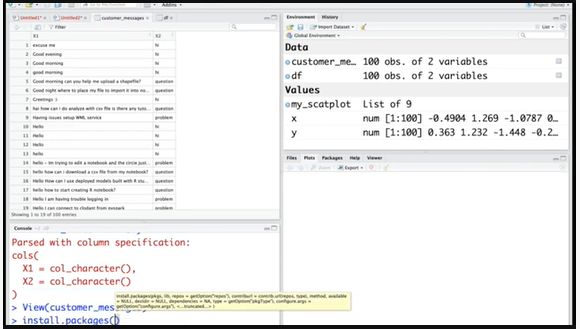 Addins
Project: (None)
Untitled1*
Untitled2*
customer_messages
df
Filter
X1 X2
1 excuse me hi
2 Good evening hi
3 Good morning hi
4 good morning hi
5 Good morning can you help me upload a shapefile? question
6 Good night where to place my file to import it into no... question
7 Greetings :) hi
8 hai how can i do analyze with csv file is there any tuto... question
9 Having issues setup WML service problem
10 Hello hi
11 Hello hi
12 Hello hi
13 hello hi
14 hello - Im trying to edit a notebook and the circle just... problem
15 hello how can i download a csv file from my notebook? question
16 Hello How can I use deployed models built with R stu... question
17 hello how to start creating R notebook? question
18 Hello I am having trouble logging in problem
19 Hello I can connect to cloudant from pyspark problem
Showing 1 to 19 of 100 entries
Console
Parsed with column specification:
cols(
X1 = col_character(),
X2 = col_character()
)
> View(customer_mes
> install.packages()
install.packages(pkgs, lib, repos = getOption("repos"), contriburl = contrib.url(repos, type), method, available
= NULL, destdir = NULL, dependencies = NA, type = getOption("pkgType"), configure.args =
getOption("configure.args"), <...truncated...> )
Environment History
Import Dataset
List
Global Environment
Data
customer_me… 100 obs. of 2 variables
df 100 obs. of 2 variables
Values
my_scatplot List of 9
x num [1:100] -0.4904 1.269 -1.0787 0…
y num [1:100] 0.363 1.232 -1.448 -0.2…
Files Plots Packages Help Viewer
Zoom Export